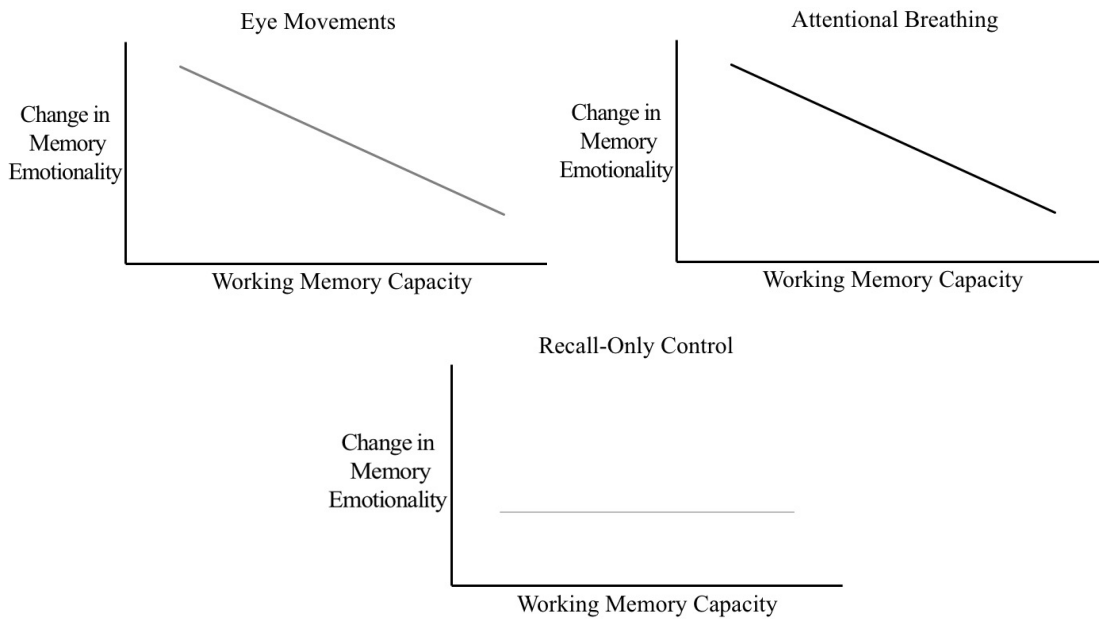 Eye Movements
Change in
Memory
Emotionality
Working Memory Capacity
Attentional Breathing
Change in
Memory
Emotionality
Working Memory Capacity
Recall-Only Control
Change in
Memory
Emotionality
Working Memory Capacity